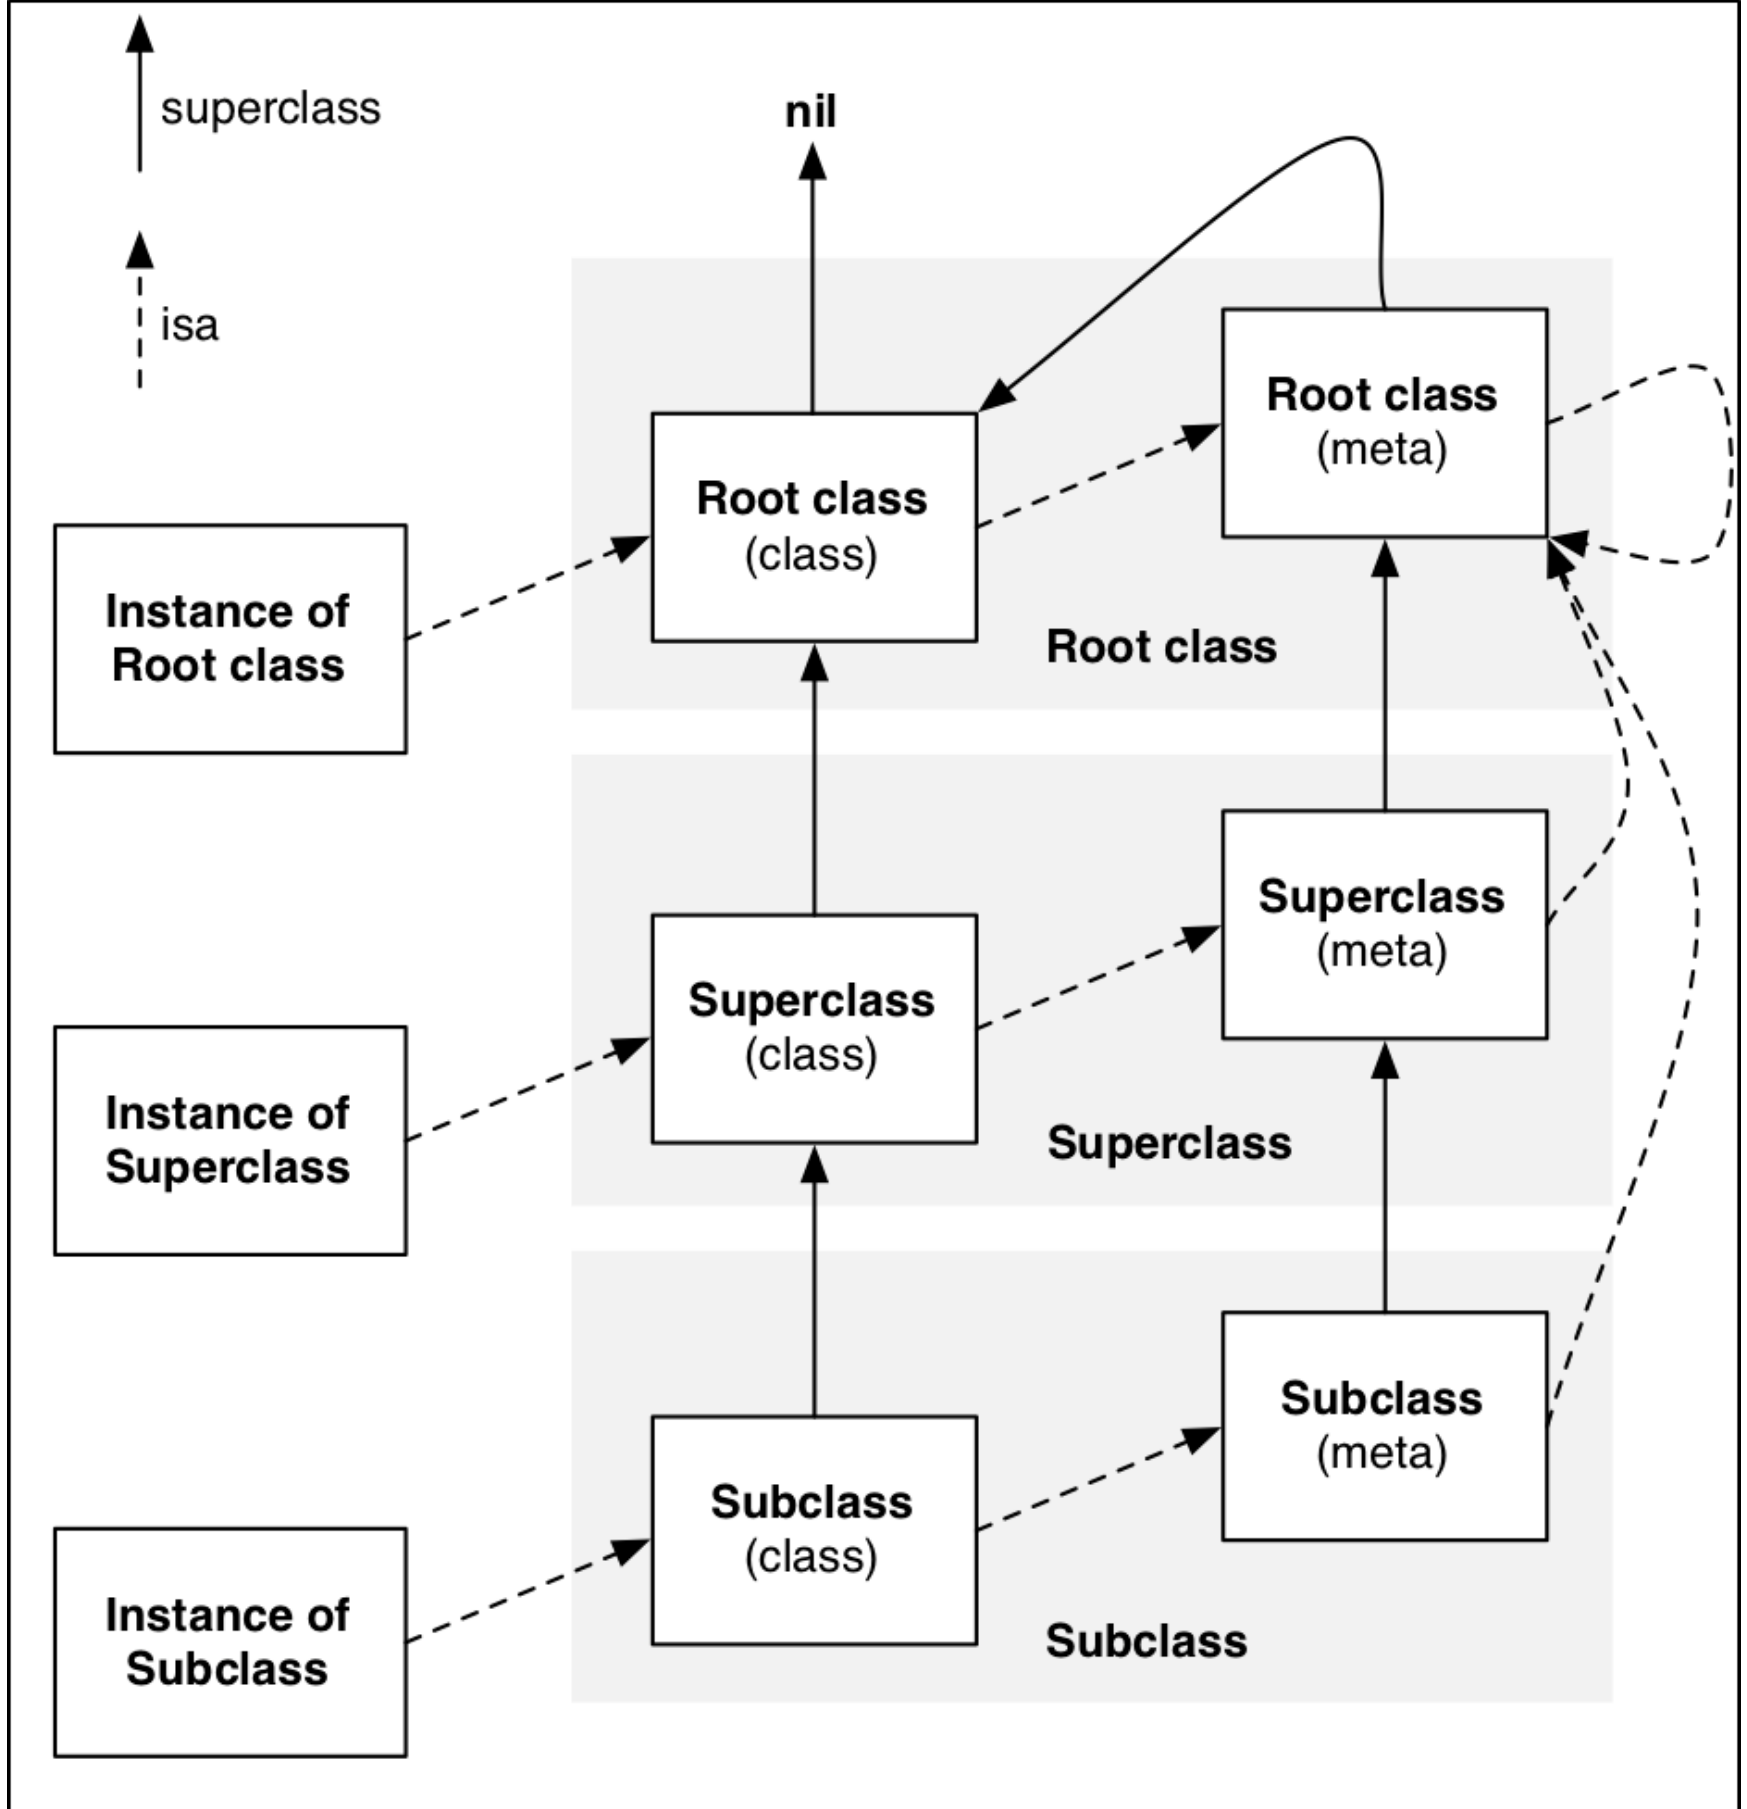 superclass
nil
isa
Root class
(meta)
Root class
(class)
Instance of
Root class
Root class
Superclass
(meta)
Superclass
(class)
Instance of
Superclass
Superclass
Subclass
(meta)
Subclass
(class)
Instance of
Subclass
Subclass